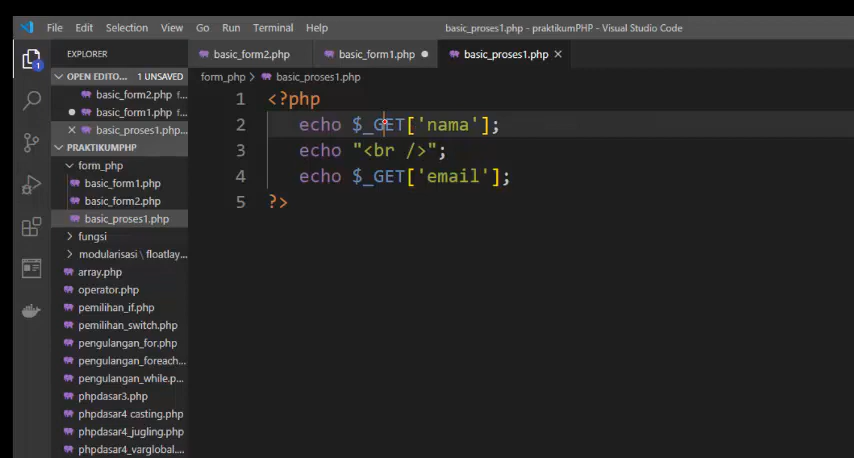 File Edit Selection View Go Run Terminal Help basic_proses1.php - praktikumPHP - Visual Studio Code
EXPLORER
basic_form2.php basic_form1.php basic_proses1.php
OPEN EDITO... 1 UNSAVED
basic_form2.php f...
basic_form1.php f...
basic_proses1.php...
PRAKTIKUMPHP
form_php
basic_form1.php
basic_form2.php
basic_proses1.php
fungsi
modularisasi / floatlay...
array.php
operator.php
pemilihan_if.php
pemilihan_switch.php
pengulangan_for.php
pengulangan_foreach...
pengulangan_while.p...
phpdasar3.php
phpdasar4 casting.php
phpdasar4_jugling.php
phpdasar4_varglobal....
1
form_php > basic_proses1.php
1 <?php
2 echo $_GET['nama'];
3 echo "<br />";
4 echo $_GET['email'];
5 ?>